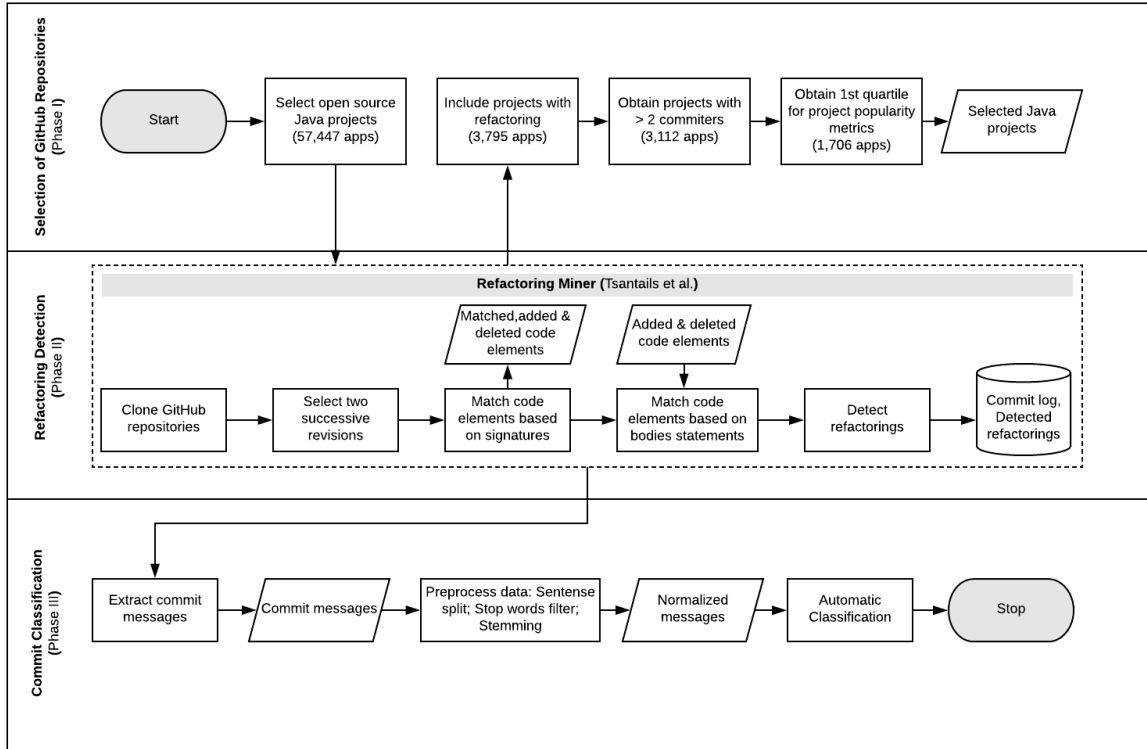 Selection of GitHub Repositories
(Phase I)
Start
Select open source
Java projects
(57,447 apps)
Include projects with
refactoring
(3,795 apps)
Obtain projects with
> 2 commiters
(3,112 apps)
Obtain 1st quartile
for project popularity
metrics
(1,706 apps)
Selected Java
projects
Refactoring Detection
(Phase II)
Refactoring Miner (Tsantails et al.)
Matched,added &
deleted code
elements
Added & deleted
code elements
Clone GitHub
repositories
Select two
successive
revisions
Match code
elements based
on signatures
Match code
elements based on
bodies statements
Detect
refactorings
Commit log,
Detected
refactorings
Commit Classification
(Phase III)
Extract commit
messages
Commit messages
Preprocess data: Sentense
split; Stop words filter;
Stemming
Normalized
messages
Automatic
Classification
Stop